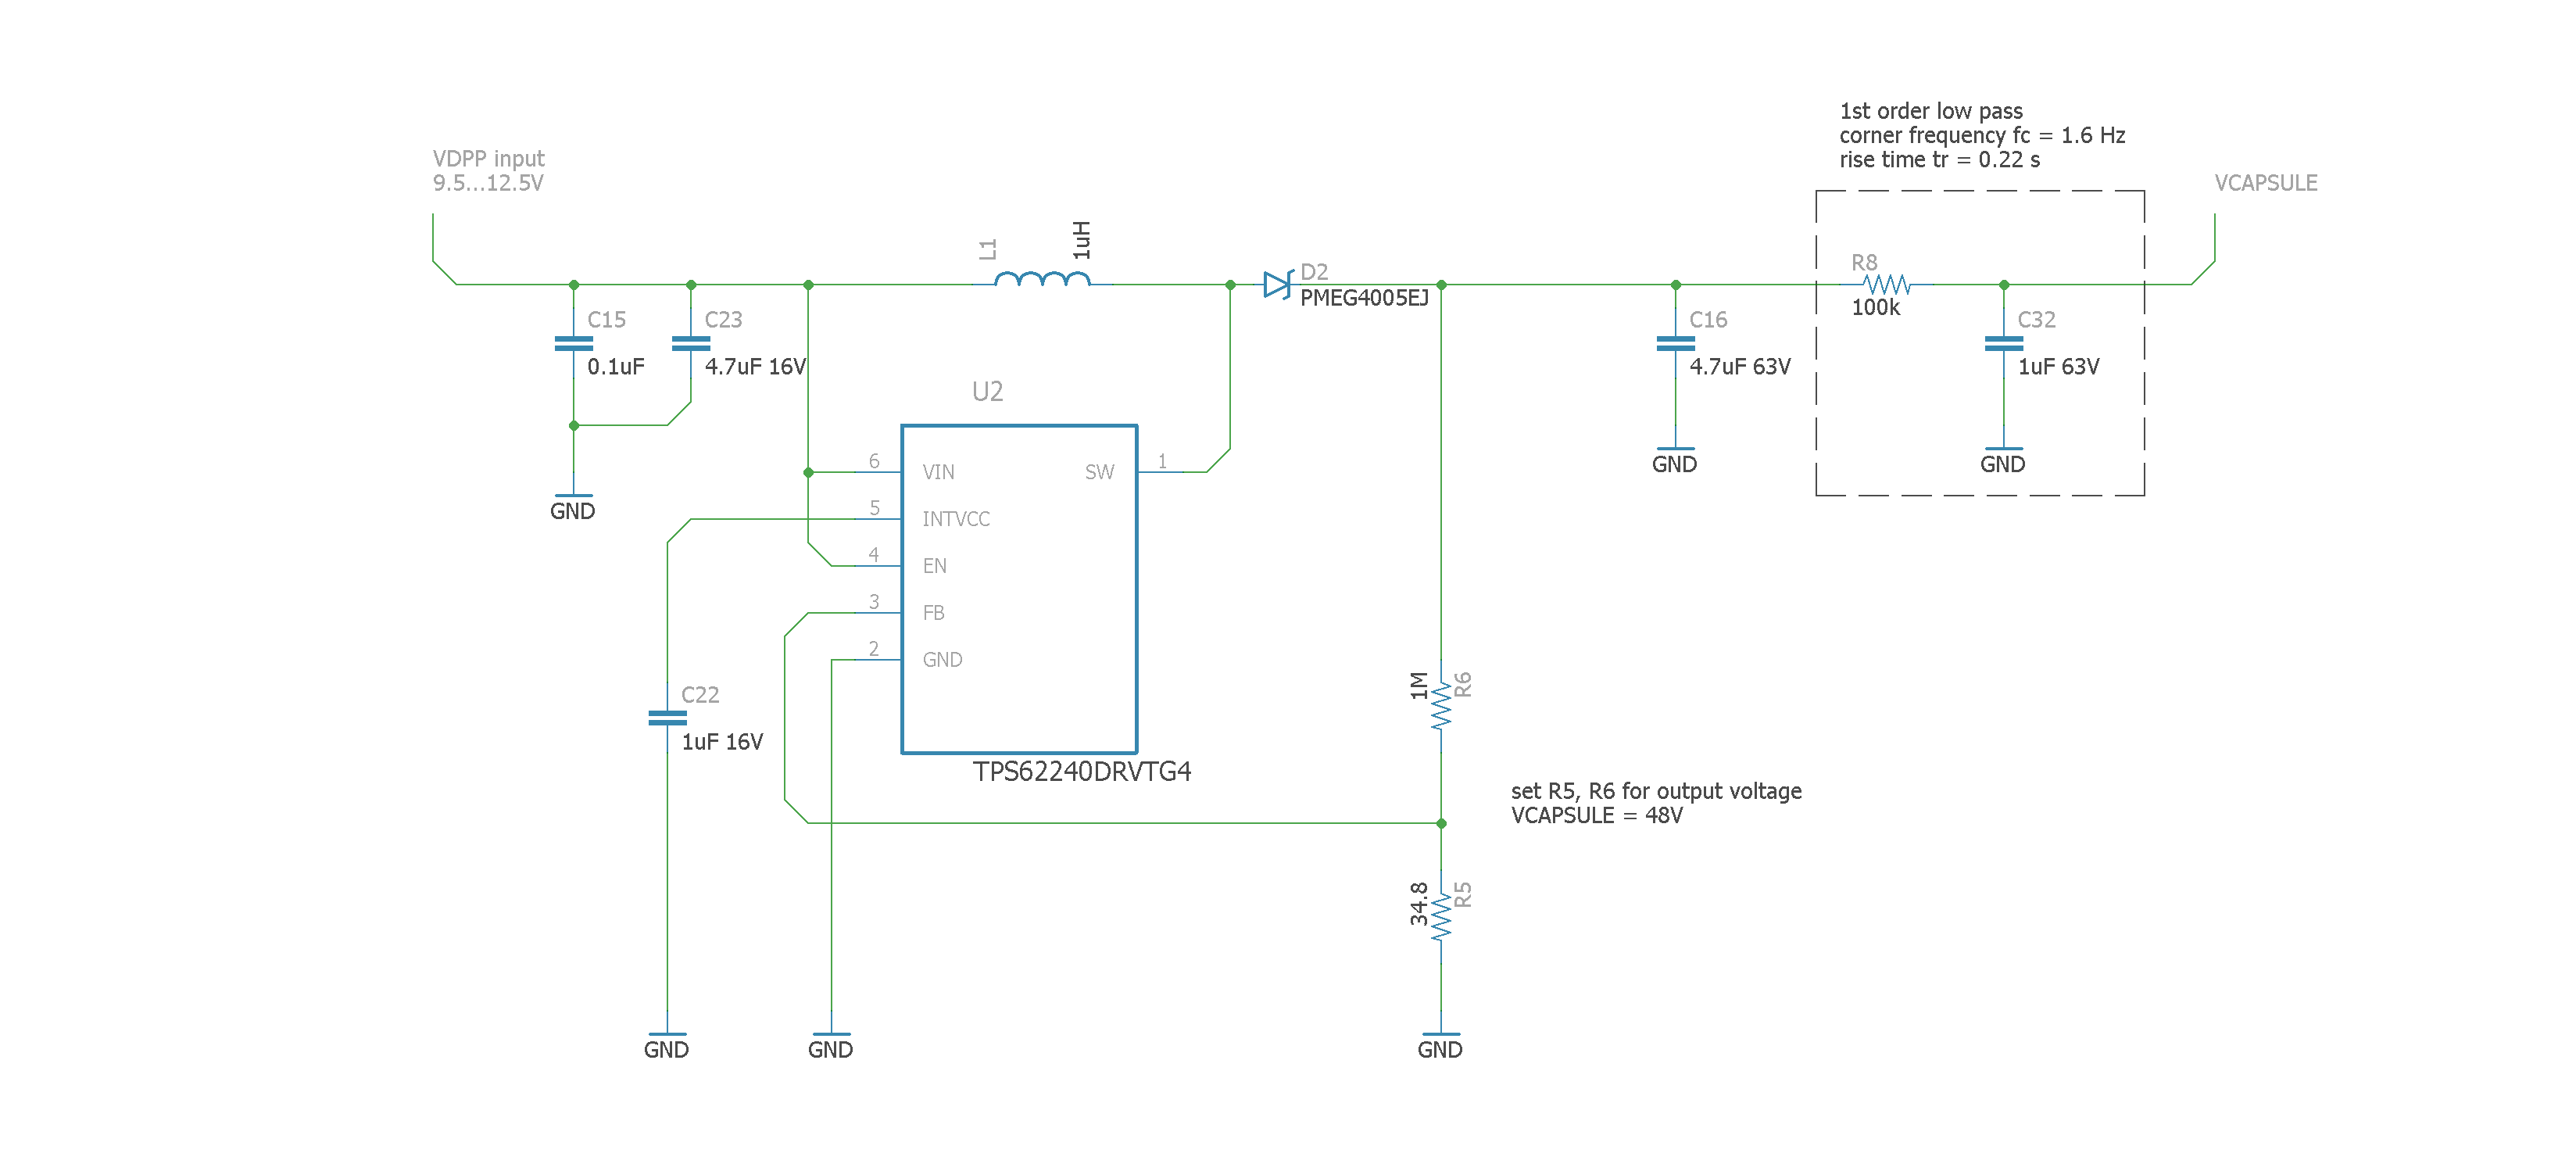 1st order low pass
corner frequency fc = 1.6 Hz
rise time tr = 0.22 s
VDPP input
9.5...12.5V
VCAPSULE
L1
1uH
D2
PMEG4005EJ
R8
100k
C15
0.1uF
C23
4.7uF 16V
C16
4.7uF 63V
C32
1uF 63V
GND
GND
GND
U2
6
VIN
SW
1
5
INTVCC
4
EN
3
FB
2
GND
TPS62240DRVTG4
C22
1uF 16V
1M
R6
set R5, R6 for output voltage
VCAPSULE = 48V
34.8
R5
GND
GND
GND